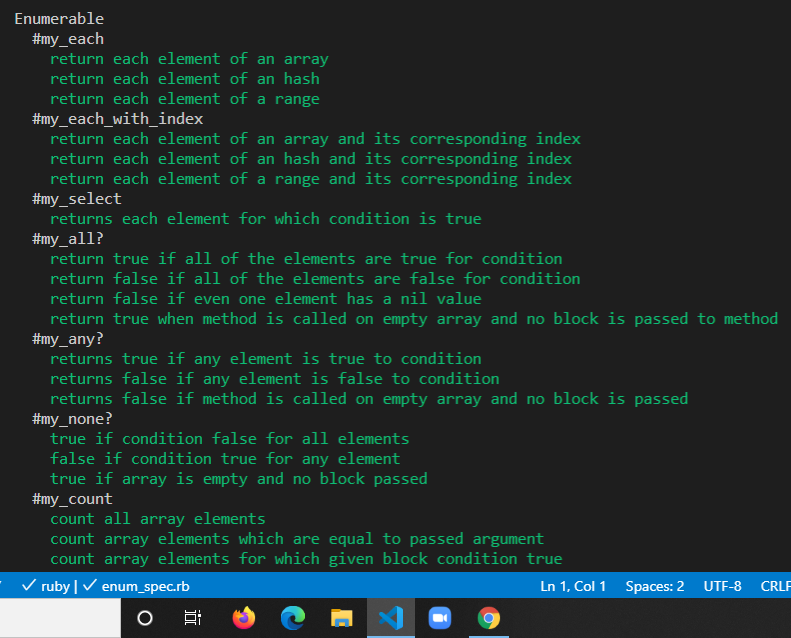 Enumerable
#my_each
return each element of an array
return each element of an hash
return each element of a range
#my_each_with_index
return each element of an array and its corresponding index
return each element of an hash and its corresponding index
return each element of a range and its corresponding index
#my_select
returns each element for which condition is true
#my_all?
return true if all of the elements are true for condition
return false if all of the elements are false for condition
return false if even one element has a nil value
return true when method is called on empty array and no block is passed to method
#my_any?
returns true if any element is true to condition
returns false if any element is false to condition
returns false if method is called on empty array and no block is passed
#my_none?
true if condition false for all elements
false if condition true for any element
true if array is empty and no block passed
#my_count
count all array elements
count array elements which are equal to passed argument
count array elements for which given block condition true
ruby | enum_spec.rb Ln 1, Col 1 Spaces: 2 UTF-8 CRLF